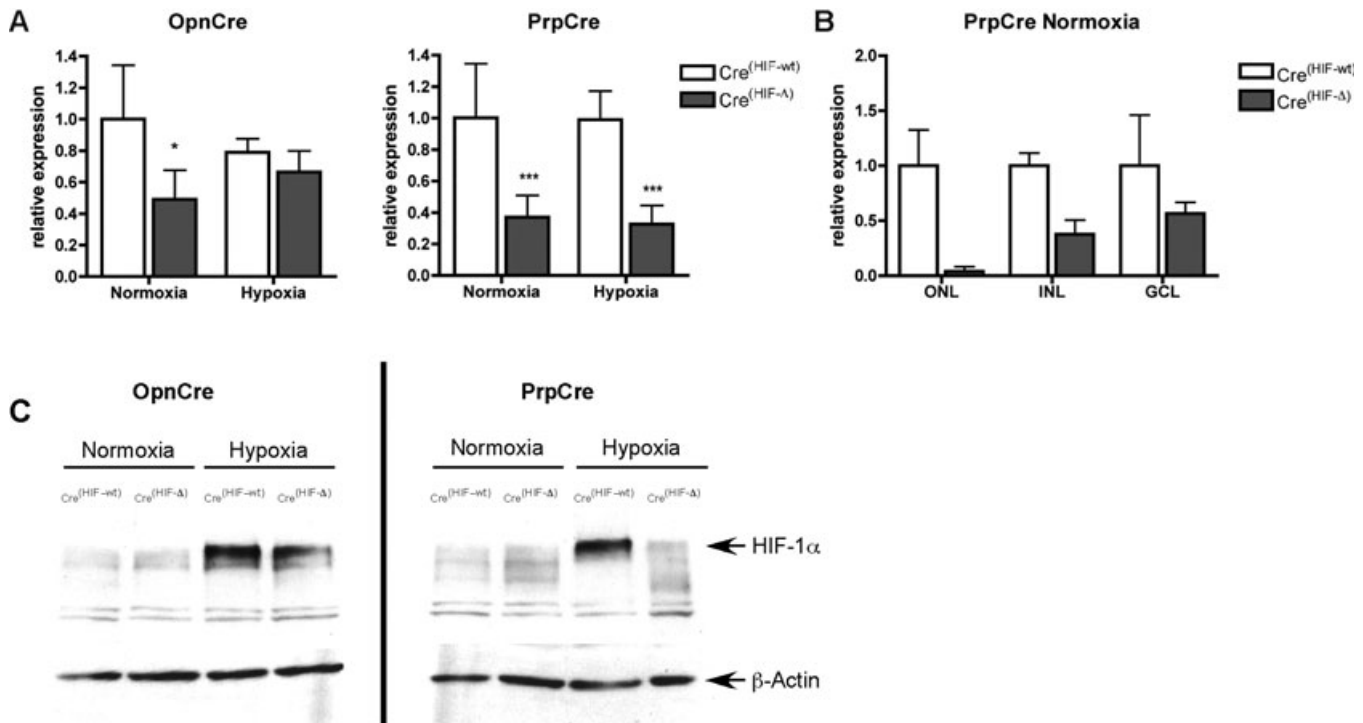 A
OpnCre
relative expression
1.4
1.2
1.0
0.8
0.6
0.4
0.2
0.0
*
Normoxia
Hypoxia
PrpCre
relative expression
1.4
1.2
1.0
0.8
0.6
0.4
0.2
0.0
***
***
Normoxia
Hypoxia
Cre(HIF-wt)
Cre(HIF-Δ)
B
PrpCre Normoxia
relative expression
2.0
1.5
1.0
0.5
0.0
ONL
INL
GCL
Cre(HIF-wt)
Cre(HIF-Δ)
C
OpnCre
Normoxia
Hypoxia
Cre(HIF-wt)
Cre(HIF-Δ)
Cre(HIF-wt)
Cre(HIF-Δ)
PrpCre
Normoxia
Hypoxia
Cre(HIF-wt)
Cre(HIF-Δ)
Cre(HIF-wt)
Cre(HIF-Δ)
HIF-1α
β-Actin